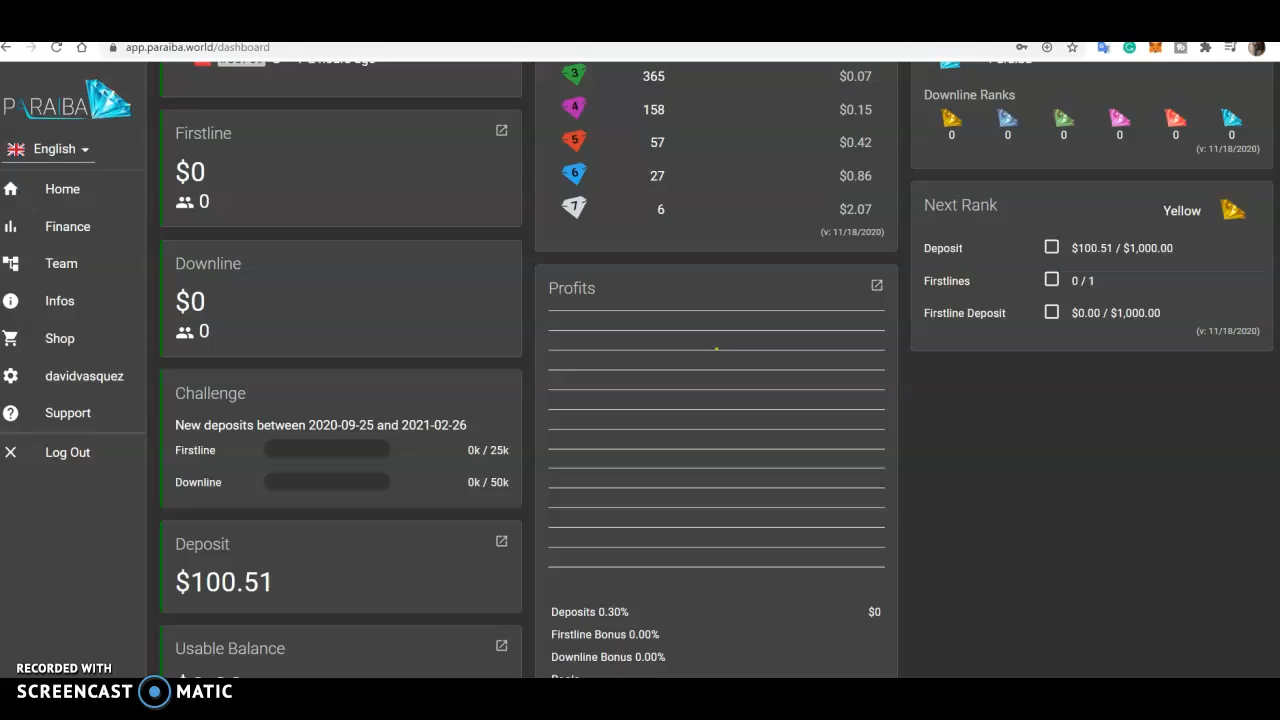 app.paraiba.world/dashboard
PARAIBA
English
Home
Finance
Team
Infos
Shop
davidvasquez
Support
Log Out
Firstline
$0
0
Downline
$0
0
Challenge
New deposits between 2020-09-25 and 2021-02-26
Firstline 0k / 25k
Downline 0k / 50k
Deposit
$100.51
Usable Balance
3 365 $0.07
4 158 $0.15
5 57 $0.42
6 27 $0.86
7 6 $2.07
(v: 11/18/2020)
Profits
Deposits 0.30% $0
Firstline Bonus 0.00%
Downline Bonus 0.00%
Downline Ranks
0 0 0 0 0 0
(v: 11/18/2020)
Next Rank Yellow
Deposit $100.51 / $1,000.00
Firstlines 0 / 1
Firstline Deposit $0.00 / $1,000.00
(v: 11/18/2020)
RECORDED WITH
SCREENCAST MATIC